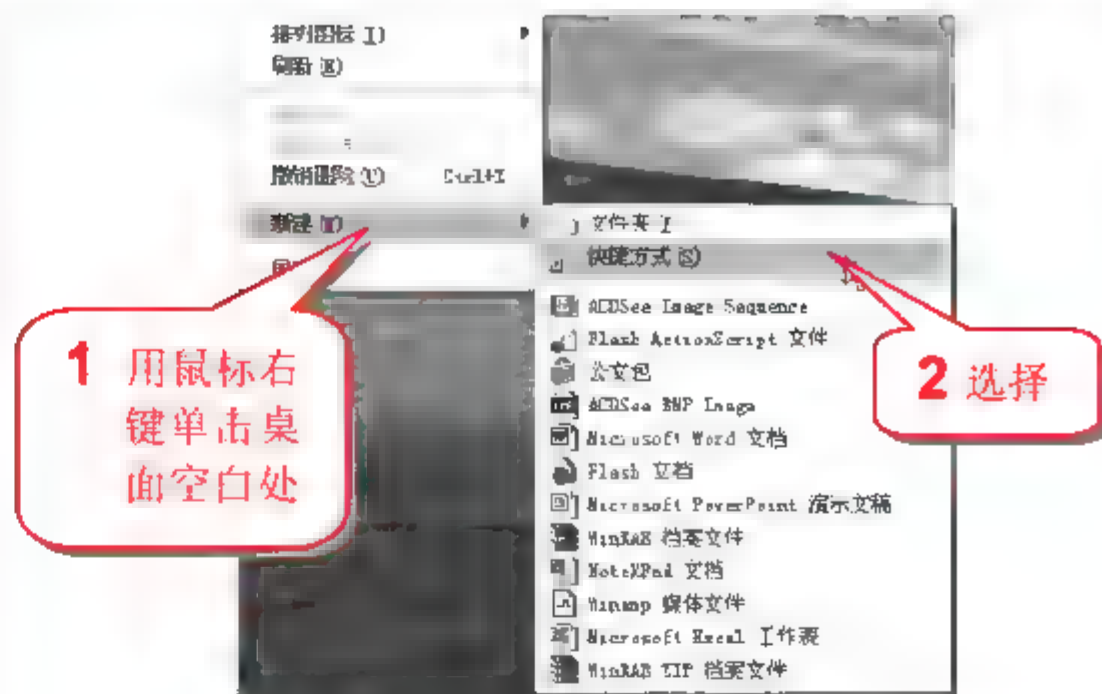 排列图标(I)
刷新(E)
撤销删除(U) Ctrl+Z
新建(W)
文件夹
快捷方式(S)
ACDSee Image Sequence
Flash ActionScript 文件
公文包
ACDSee BMP Image
Microsoft Word 文档
Flash 文档
Microsoft PowerPoint 演示文稿
WinRAR 档案文件
NoteXPad 文档
Winamp 媒体文件
Microsoft Excel 工作表
WinRAR ZIP 档案文件
1 用鼠标右
键单击桌
面空白处
2 选择